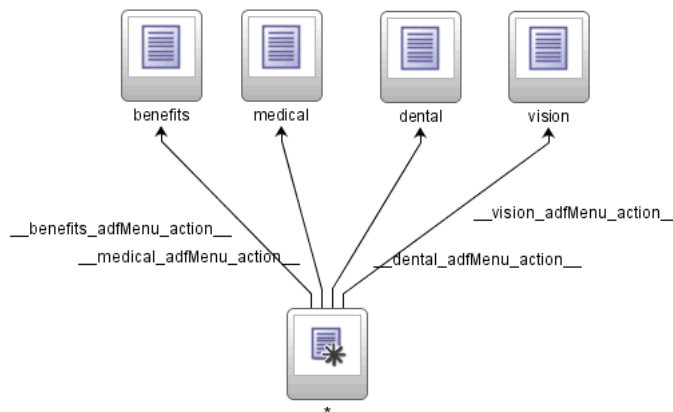 benefits medical dental vision
__vision_adfMenu_action__
__benefits_adfMenu_action__
__medical_adfMenu_action__ __dental_adfMenu_action__
*